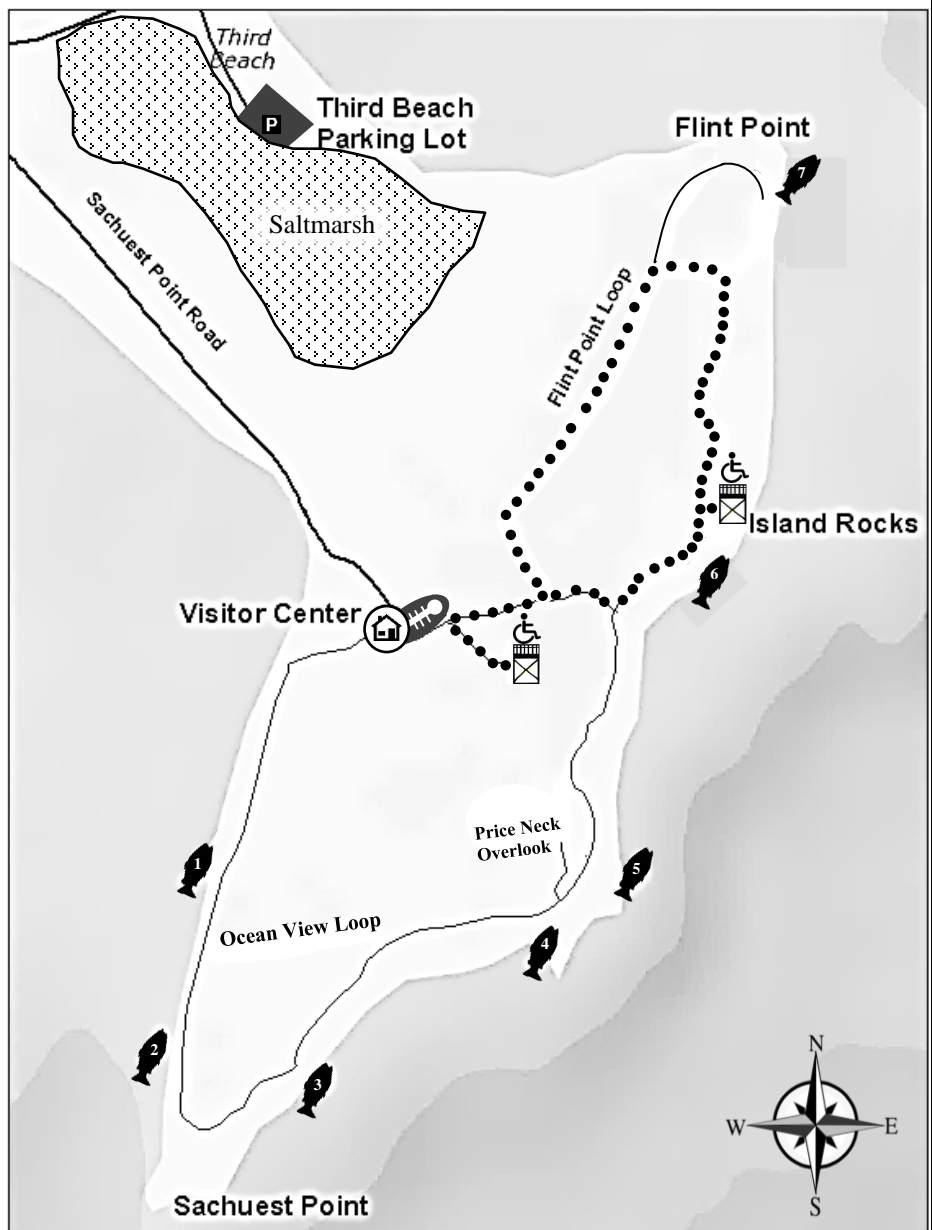 Third
Beach
P
Third Beach
Parking Lot
Flint Point
7
Saltmarsh
Sachuest Point Road
Flint Point Loop
Island Rocks
6
Visitor Center
Price Neck
Overlook
1
5
Ocean View Loop
4
2
3
N
W
E
S
Sachuest Point